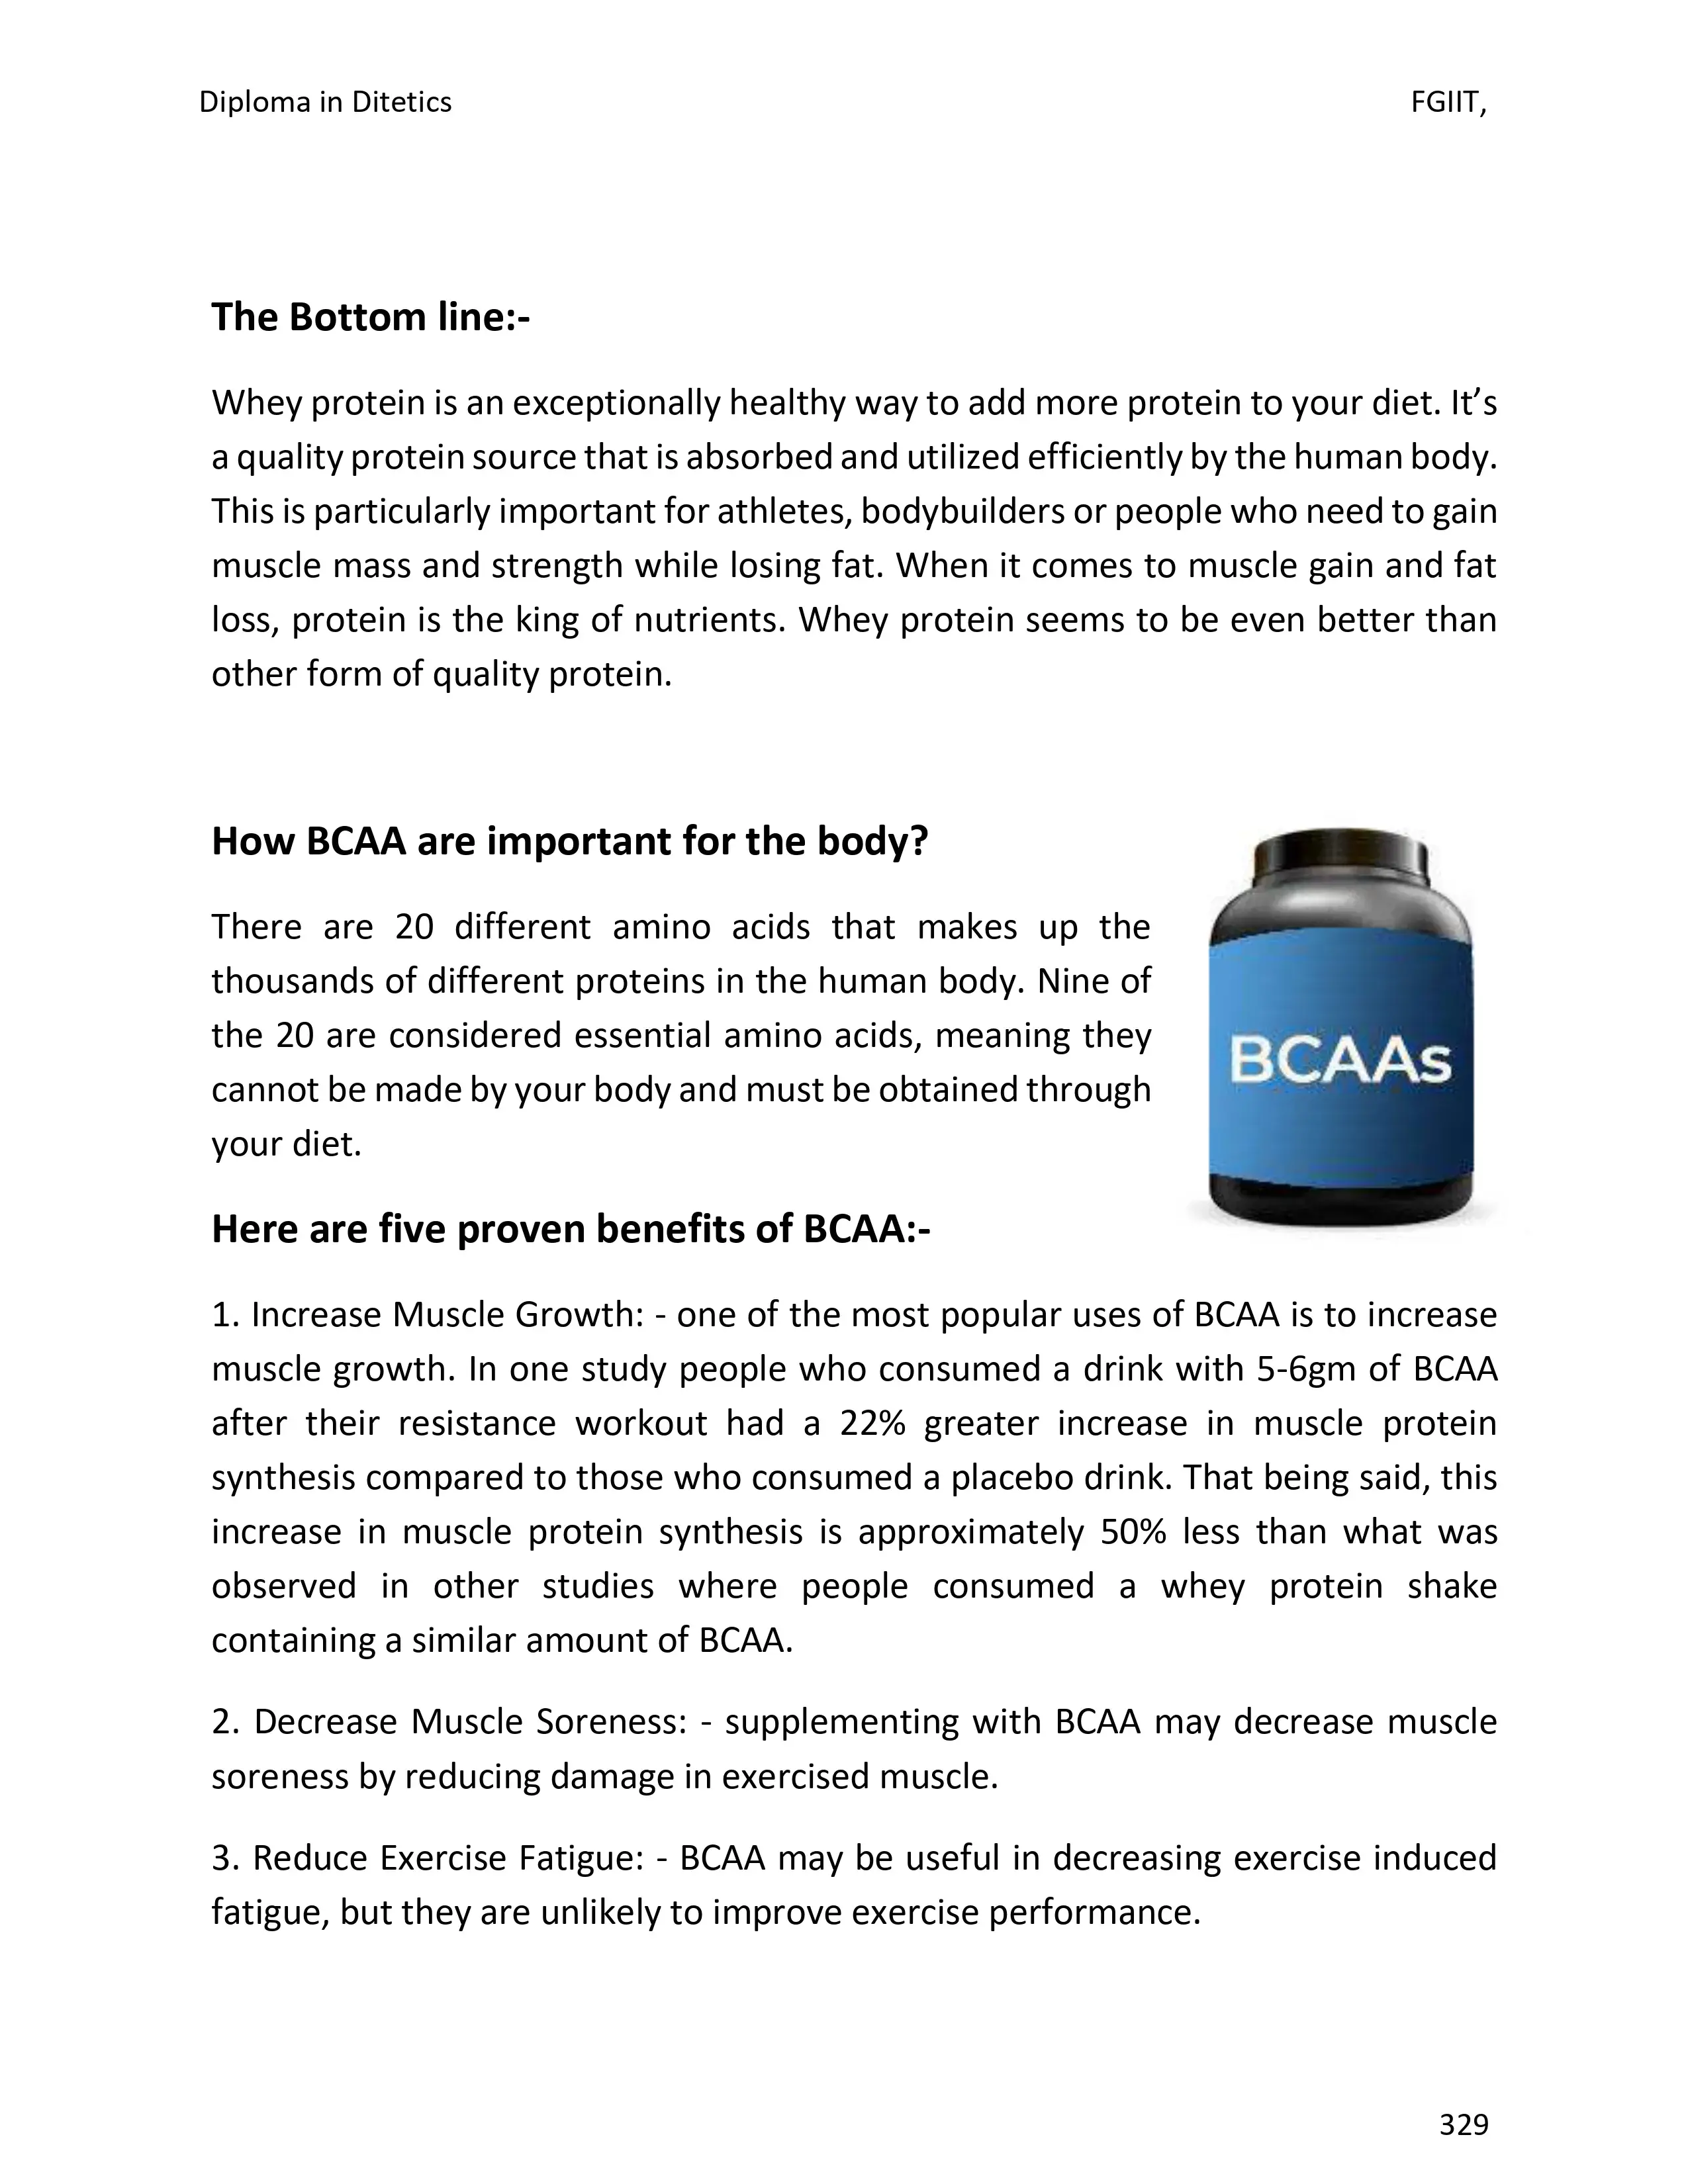 Diploma in Ditetics FGIIT,
The Bottom line:-
Whey protein is an exceptionally healthy way to add more protein to your diet. It’s
a quality protein source that is absorbed and utilized efficiently by the human body.
This is particularly important for athletes, bodybuilders or people who need to gain
muscle mass and strength while losing fat. When it comes to muscle gain and fat
loss, protein is the king of nutrients. Whey protein seems to be even better than
other form of quality protein.
How BCAA are important for the body?
There are 20 different amino acids that makes up the
thousands of different proteins in the human body. Nine of
the 20 are considered essential amino acids, meaning they
cannot be made by your body and must be obtained through
your diet.
BCAAs
Here are five proven benefits of BCAA:-
1. Increase Muscle Growth: - one of the most popular uses of BCAA is to increase
muscle growth. In one study people who consumed a drink with 5-6gm of BCAA
after their resistance workout had a 22% greater increase in muscle protein
synthesis compared to those who consumed a placebo drink. That being said, this
increase in muscle protein synthesis is approximately 50% less than what was
observed in other studies where people consumed a whey protein shake
containing a similar amount of BCAA.
2. Decrease Muscle Soreness: - supplementing with BCAA may decrease muscle
soreness by reducing damage in exercised muscle.
3. Reduce Exercise Fatigue: - BCAA may be useful in decreasing exercise induced
fatigue, but they are unlikely to improve exercise performance.
329